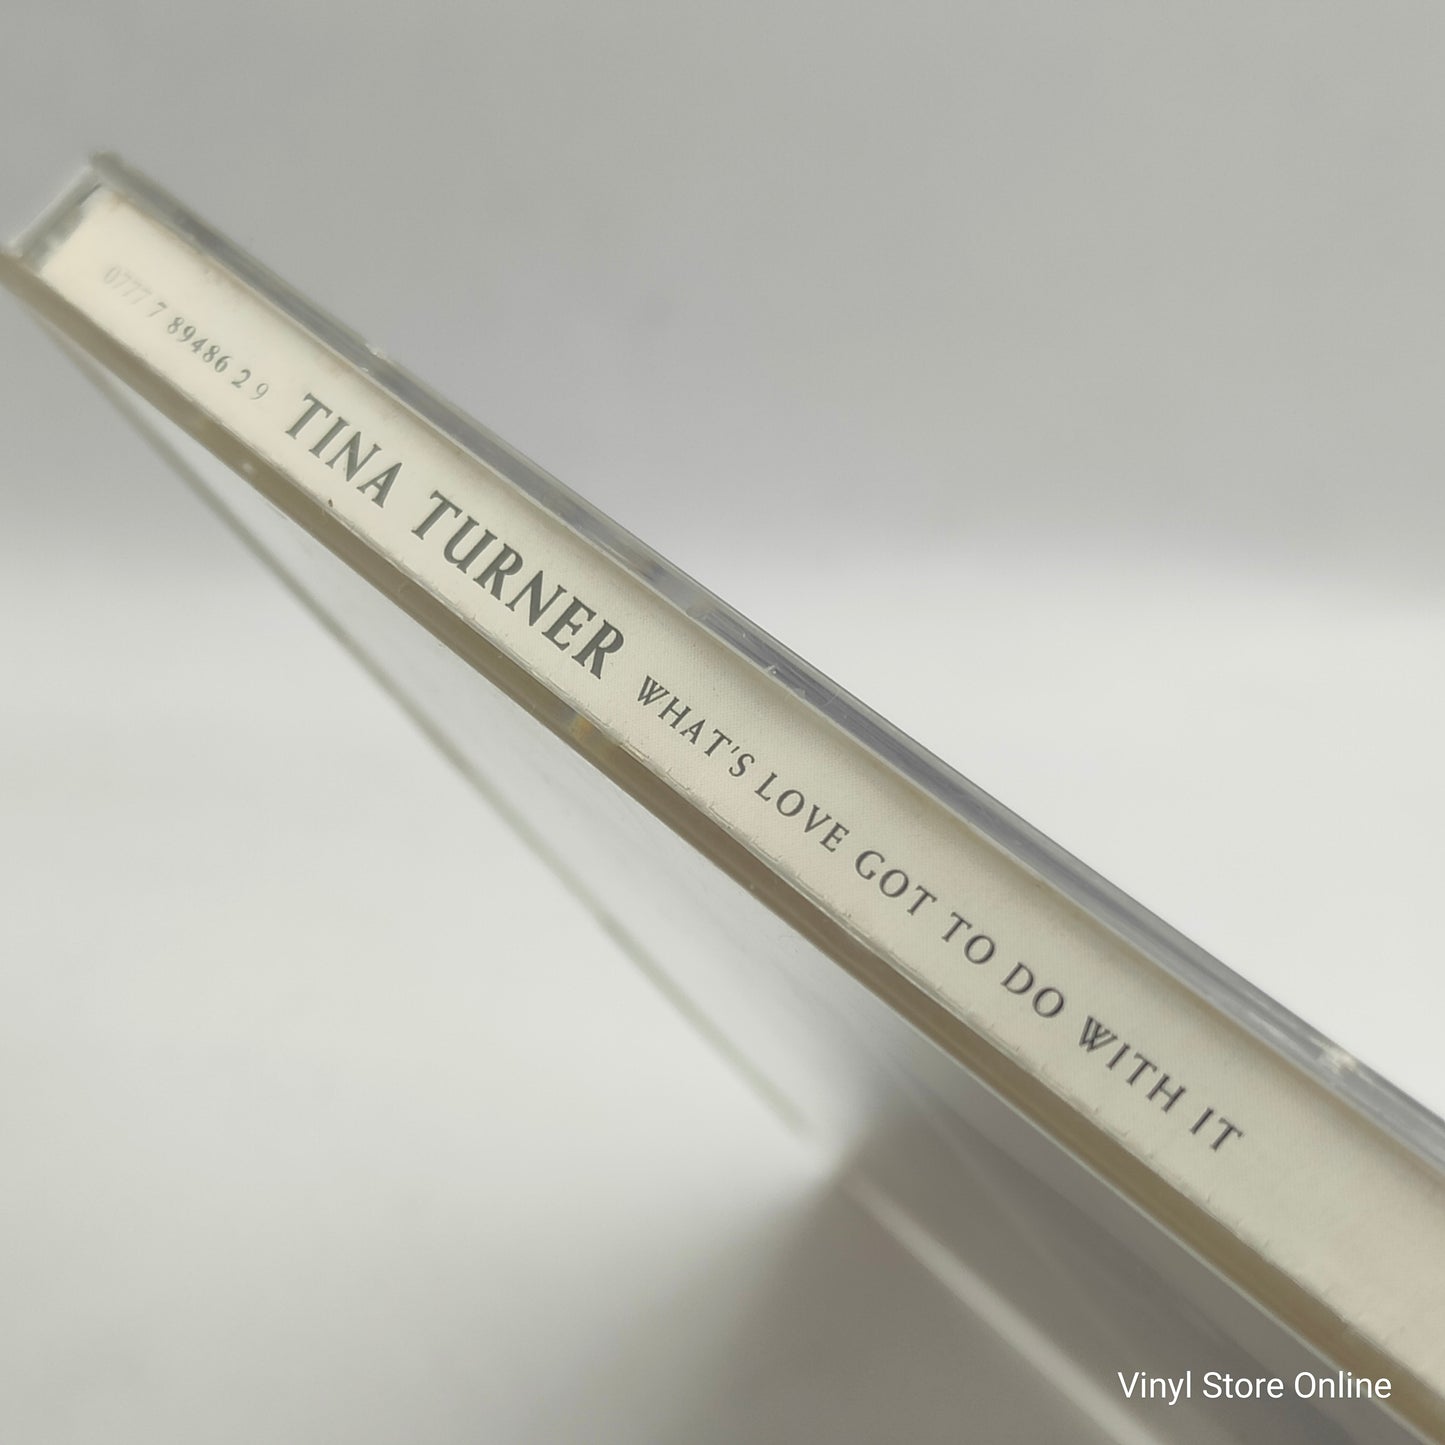 0777 7 89486 2 9 TINA TURNER WHAT'S LOVE GOT TO DO WITH IT
Vinyl Store Online